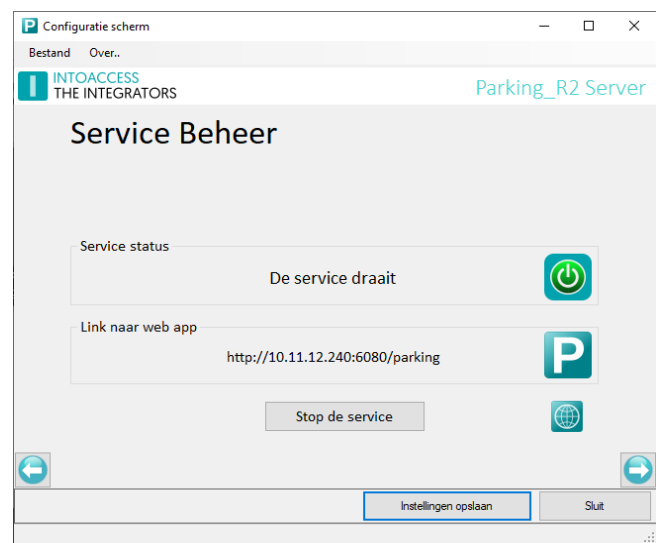 Configuratie scherm
Bestand Over..
INTOACCESS
THE INTEGRATORS
Parking_R2 Server
Service Beheer
Service status
De service draait
Link naar web app
http://10.11.12.240:6080/parking
P
Stop de service
Instellingen opslaan
Sluit